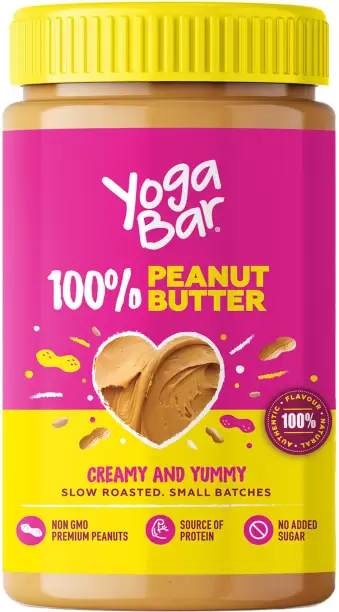 Yoga
Bar®
100% PEANUT
BUTTER
AUTHENTIC • FLAVOUR • NATURAL
100%
CREAMY AND YUMMY
SLOW ROASTED. SMALL BATCHES
NON GMO
PREMIUM PEANUTS
SOURCE OF
PROTEIN
NO ADDED
SUGAR